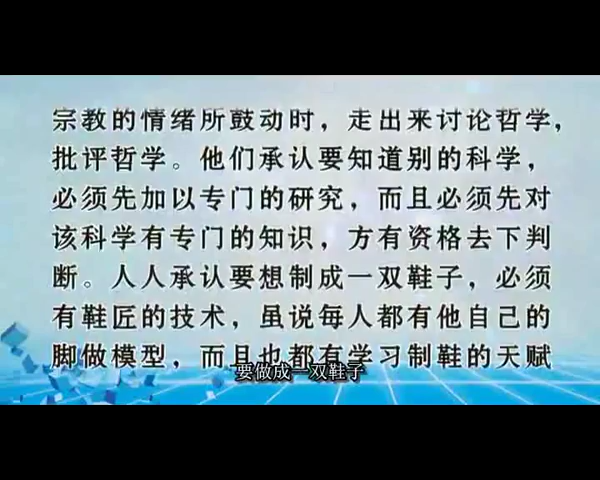 宗教的情绪所鼓动时，走出来讨论哲学，
批评哲学。他们承认要知道别的科学，
必须先加以专门的研究，而且必须先对
该科学有专门的知识，方有资格去下判
断。人人承认要想制成一双鞋子，必须
有鞋匠的技术，虽说每人都有他自己的
脚做模型，而且也都有学习制鞋的天赋
要做成一双鞋子